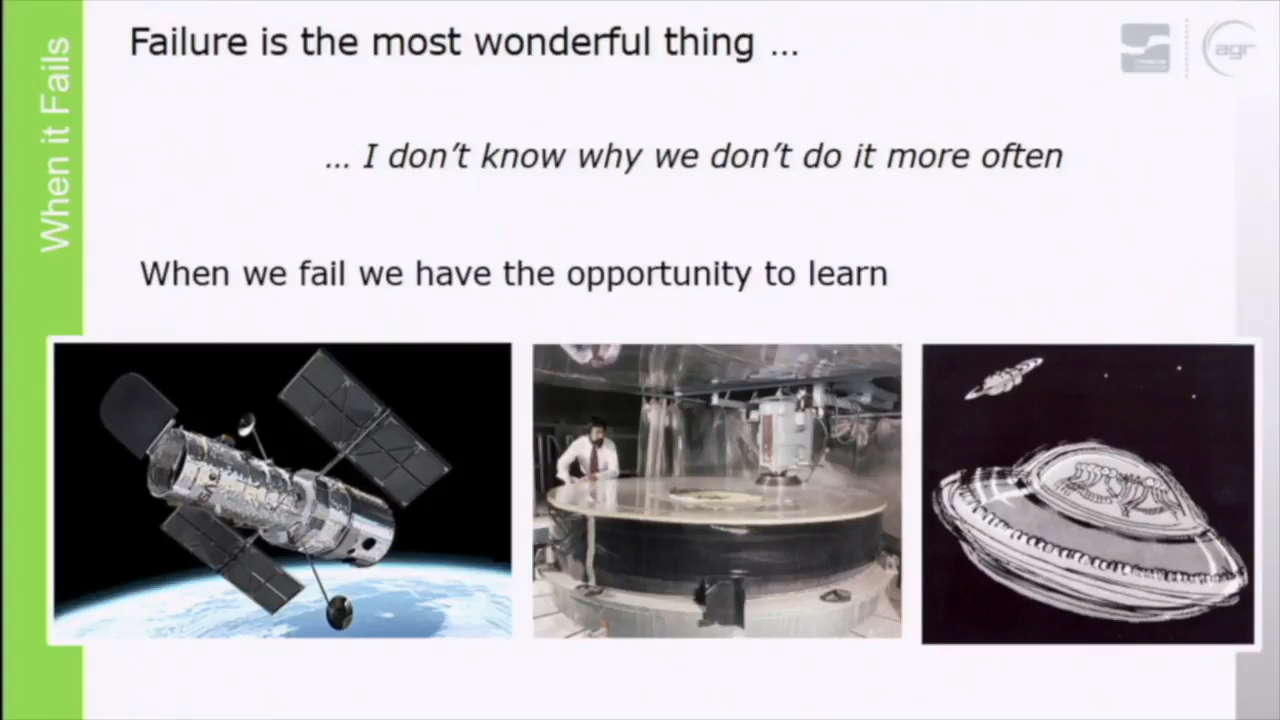 When it Fails
Failure is the most wonderful thing …
agr
… I don’t know why we don’t do it more often
When we fail we have the opportunity to learn